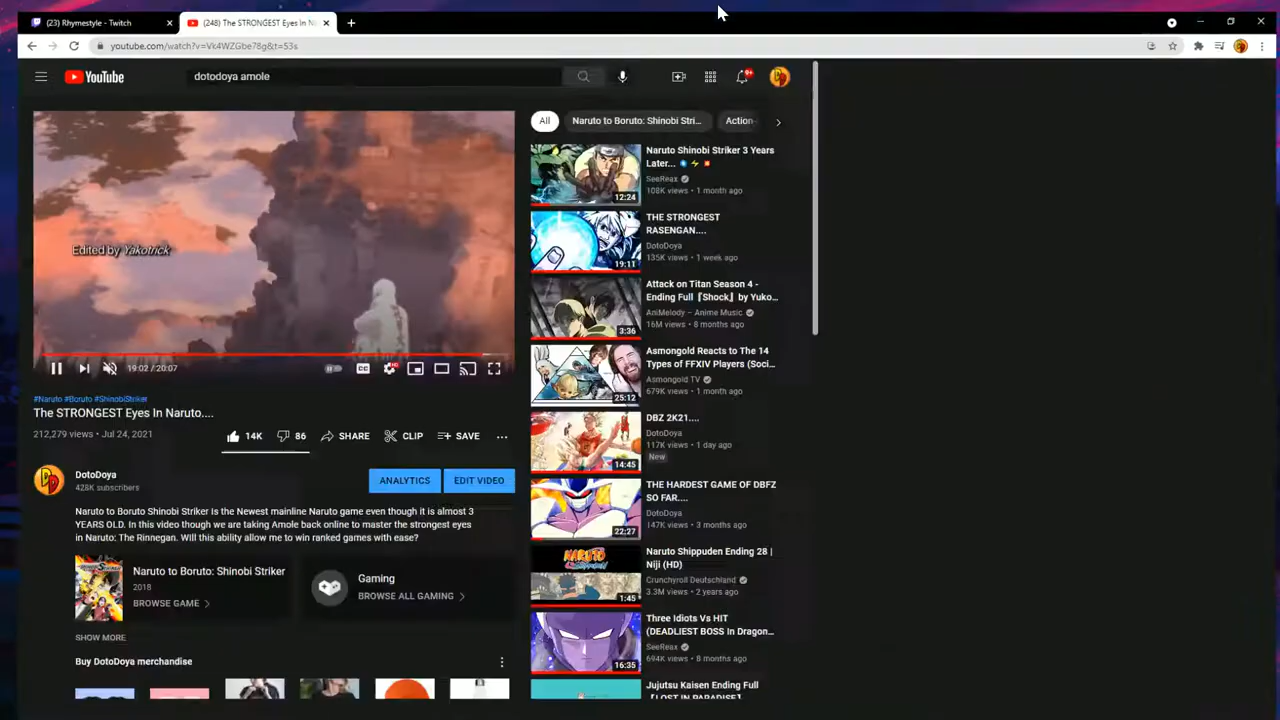 (23) Rhymestyle - Twitch
(248) The STRONGEST Eyes In N
youtube.com/watch?v=Vk4WZGbe78g&t=53s
YouTube
dotodoya amole
9+
All
Naruto to Boruto: Shinobi Stri...
Action
Edited by Yakotrick
19:02 / 20:07
CC
HD
#Naruto #Boruto #ShinobiStriker
The STRONGEST Eyes In Naruto....
212,279 views • Jul 24, 2021
14K
86
SHARE
CLIP
SAVE
DotoDoya
428K subscribers
ANALYTICS
EDIT VIDEO
Naruto to Boruto Shinobi Striker Is the Newest mainline Naruto game even though it is almost 3
YEARS OLD. In this video though we are taking Amole back online to master the strongest eyes
in Naruto: The Rinnegan. Will this ability allow me to win ranked games with ease?
Naruto to Boruto: Shinobi Striker
2018
BROWSE GAME
Gaming
BROWSE ALL GAMING
SHOW MORE
Buy DotoDoya merchandise
12:24
Naruto Shinobi Striker 3 Years
Later...
SeeReax
108K views • 1 month ago
19:11
THE STRONGEST
RASENGAN....
DotoDoya
135K views • 1 week ago
3:36
Attack on Titan Season 4 -
Ending Full『Shock』by Yuko...
AniMelody – Anime Music
16M views • 8 months ago
25:12
Asmongold Reacts to The 14
Types of FFXIV Players (Soci...
Asmongold TV
679K views • 1 month ago
14:45
DBZ 2K21....
DotoDoya
117K views • 1 day ago
New
22:27
THE HARDEST GAME OF DBFZ
SO FAR....
DotoDoya
147K views • 3 months ago
NARUTO
1:45
Naruto Shippuden Ending 28 |
Niji (HD)
Crunchyroll Deutschland
3.3M views • 2 years ago
16:35
Three Idiots Vs HIT
(DEADLIEST BOSS In Dragon...
SeeReax
694K views • 8 months ago
Jujutsu Kaisen Ending Full
『LOST IN PARADISE』